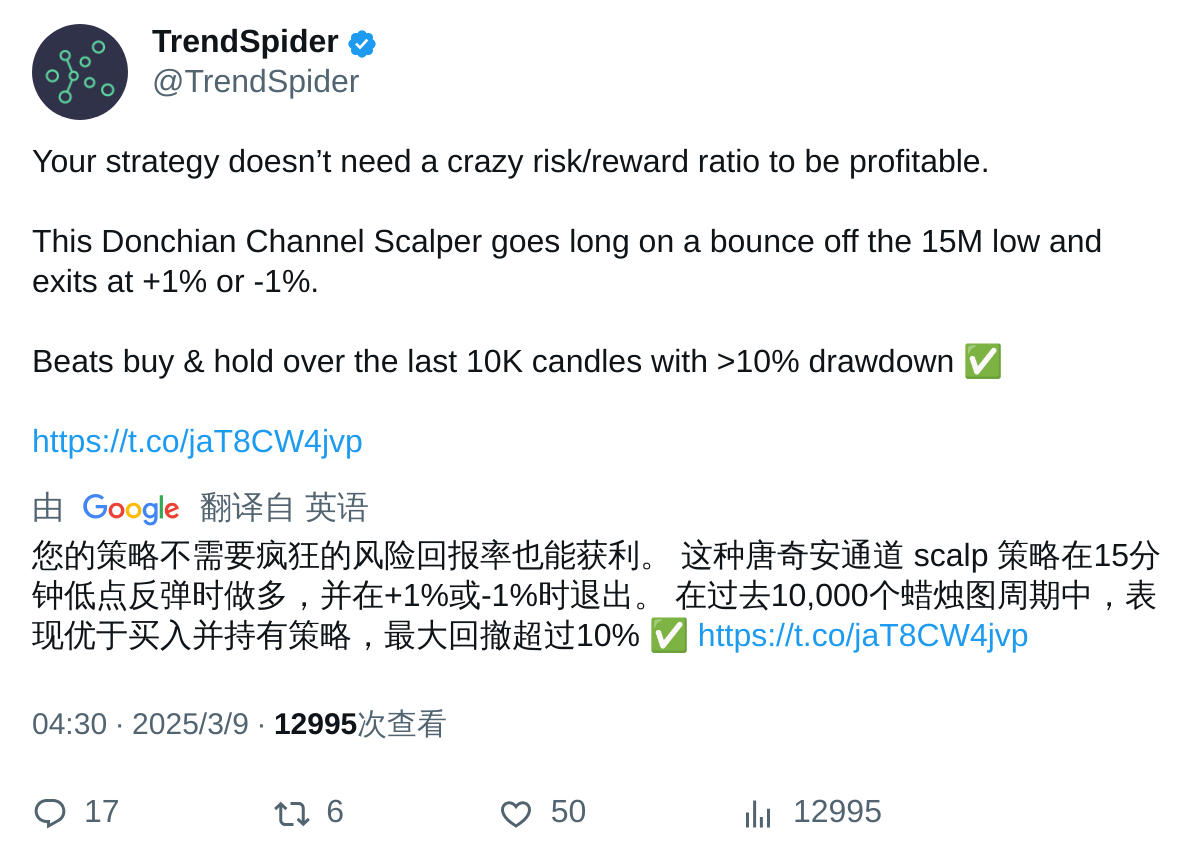 TrendSpider
@TrendSpider
Your strategy doesn’t need a crazy risk/reward ratio to be profitable.
This Donchian Channel Scalper goes long on a bounce off the 15M low and
exits at +1% or -1%.
Beats buy & hold over the last 10K candles with >10% drawdown ✅
https://t.co/jaT8CW4jvp
由 Google 翻译自 英语
您的策略不需要疯狂的风险回报率也能获利。 这种唐奇安通道 scalp 策略在15分
钟低点反弹时做多，并在+1%或-1%时退出。 在过去10,000个蜡烛图周期中，表
现优于买入并持有策略，最大回撤超过10% ✅ https://t.co/jaT8CW4jvp
04:30 · 2025/3/9 · 12995次查看
17 6 50 12995